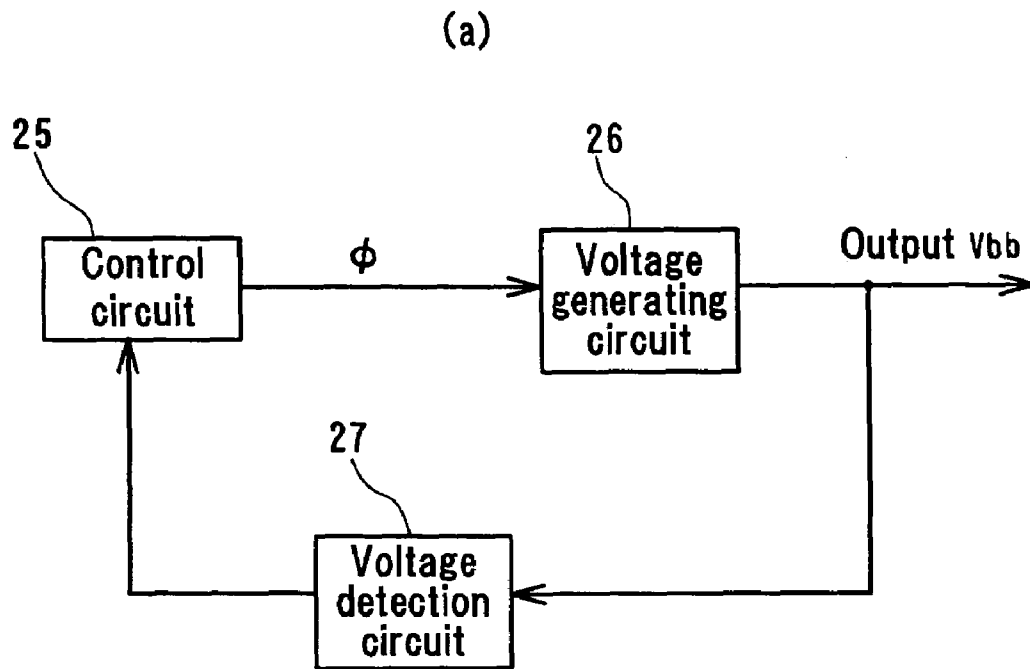 (a)
25
26
Control
circuit
ϕ
Voltage
generating
circuit
Output Vbb
27
Voltage
detection
circuit